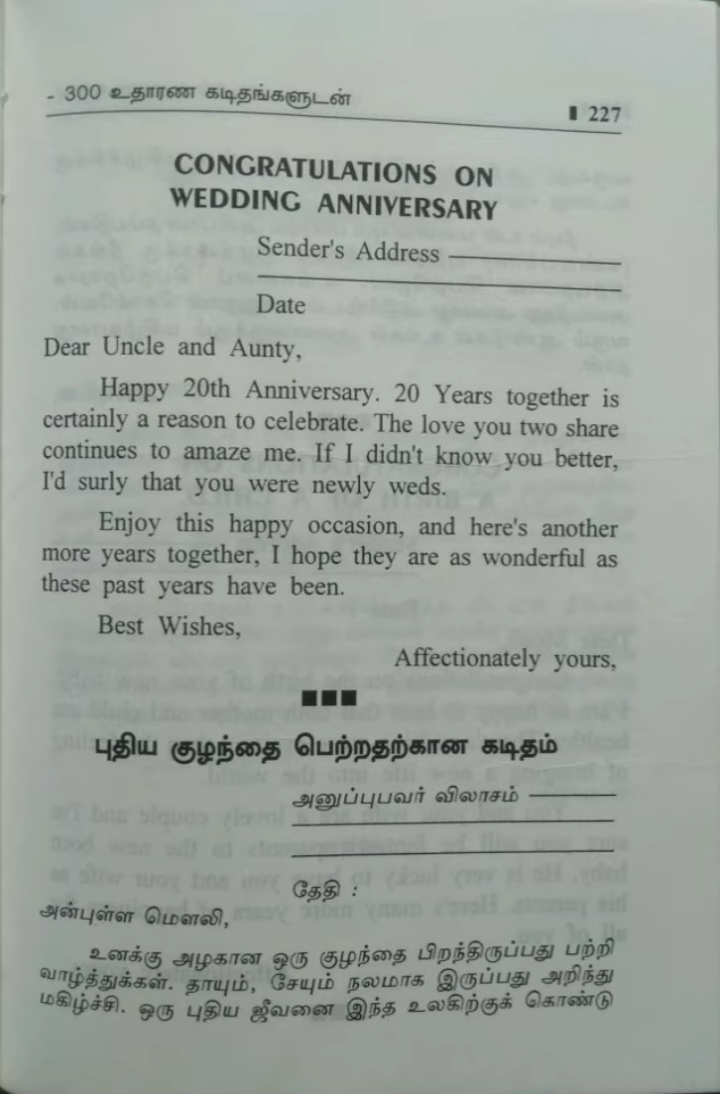 - 300 உதாரண கடிதங்களுடன்
227
CONGRATULATIONS ON
WEDDING ANNIVERSARY
Sender's Address
Date
Dear Uncle and Aunty,
Happy 20th Anniversary. 20 Years together is
certainly a reason to celebrate. The love you two share
continues to amaze me. If I didn't know you better,
I'd surly that you were newly weds.
Enjoy this happy occasion, and here's another
more years together, I hope they are as wonderful as
these past years have been.
Best Wishes,
Affectionately yours,
புதிய குழந்தை பெற்றதற்கான கடிதம்
அனுப்புபவர் விலாசம்
தேதி :
அன்புள்ள மௌலி,
உனக்கு அழகான ஒரு குழந்தை பிறந்திருப்பது பற்றி
வாழ்த்துக்கள். தாயும், சேயும் நலமாக இருப்பது அறிந்து
மகிழ்ச்சி. ஒரு புதிய ஜீவனை இந்த உலகிற்குக் கொண்டு